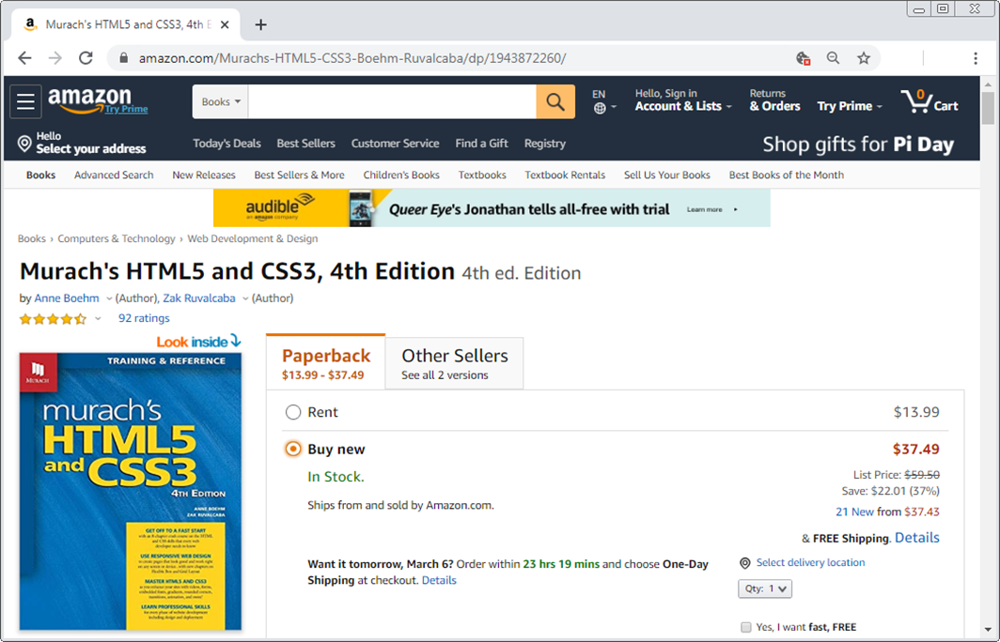 Murach's HTML5 and CSS3, 4th E
amazon.com/Murachs-HTML5-CSS3-Boehm-Ruvalcaba/dp/1943872260/
amazon
Try Prime
Books
EN
Hello, Sign in
Account & Lists
Returns
& Orders
Try Prime
0
Cart
Hello
Select your address
Today's Deals Best Sellers Customer Service Find a Gift Registry
Shop gifts for Pi Day
Books Advanced Search New Releases Best Sellers & More Children's Books Textbooks Textbook Rentals Sell Us Your Books Best Books of the Month
audible
an amazon company
Queer Eye's Jonathan tells all-free with trial
Learn more
Books › Computers & Technology › Web Development & Design
Murach's HTML5 and CSS3, 4th Edition 4th ed. Edition
by Anne Boehm (Author), Zak Ruvalcaba (Author)
92 ratings
Look inside
TRAINING & REFERENCE
MURACH
murach's
HTML5
and CSS3
4TH EDITION
ANNE BOEHM
ZAK RUVALCABA
GET OFF TO A FAST START
USE RESPONSIVE WEB DESIGN
MASTER HTML5 AND CSS3
LEARN PROFESSIONAL SKILLS
Paperback
$13.99 - $37.49
Other Sellers
See all 2 versions
Rent $13.99
Buy new $37.49
In Stock.
List Price: $59.50
Save: $22.01 (37%)
Ships from and sold by Amazon.com.
21 New from $37.43
& FREE Shipping. Details
Want it tomorrow, March 6? Order within 23 hrs 19 mins and choose One-Day
Shipping at checkout. Details
Select delivery location
Qty: 1
Yes, I want fast, FREE